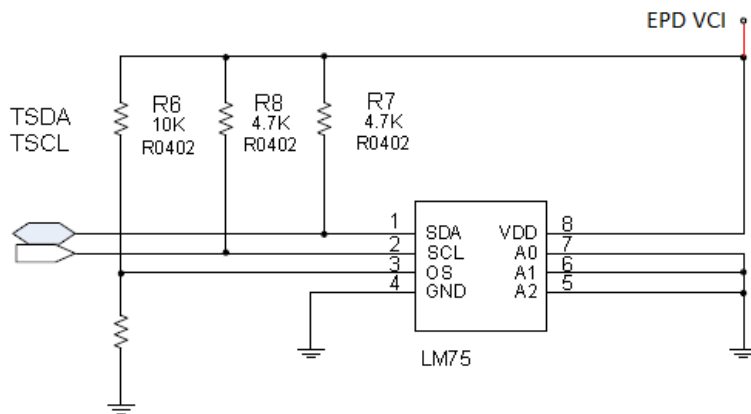 EPD VCI
TSDA
TSCL
R6
10K
R0402
R8
4.7K
R0402
R7
4.7K
R0402
1 SDA VDD 8
2 SCL A0 7
3 OS A1 6
4 GND A2 5
LM75